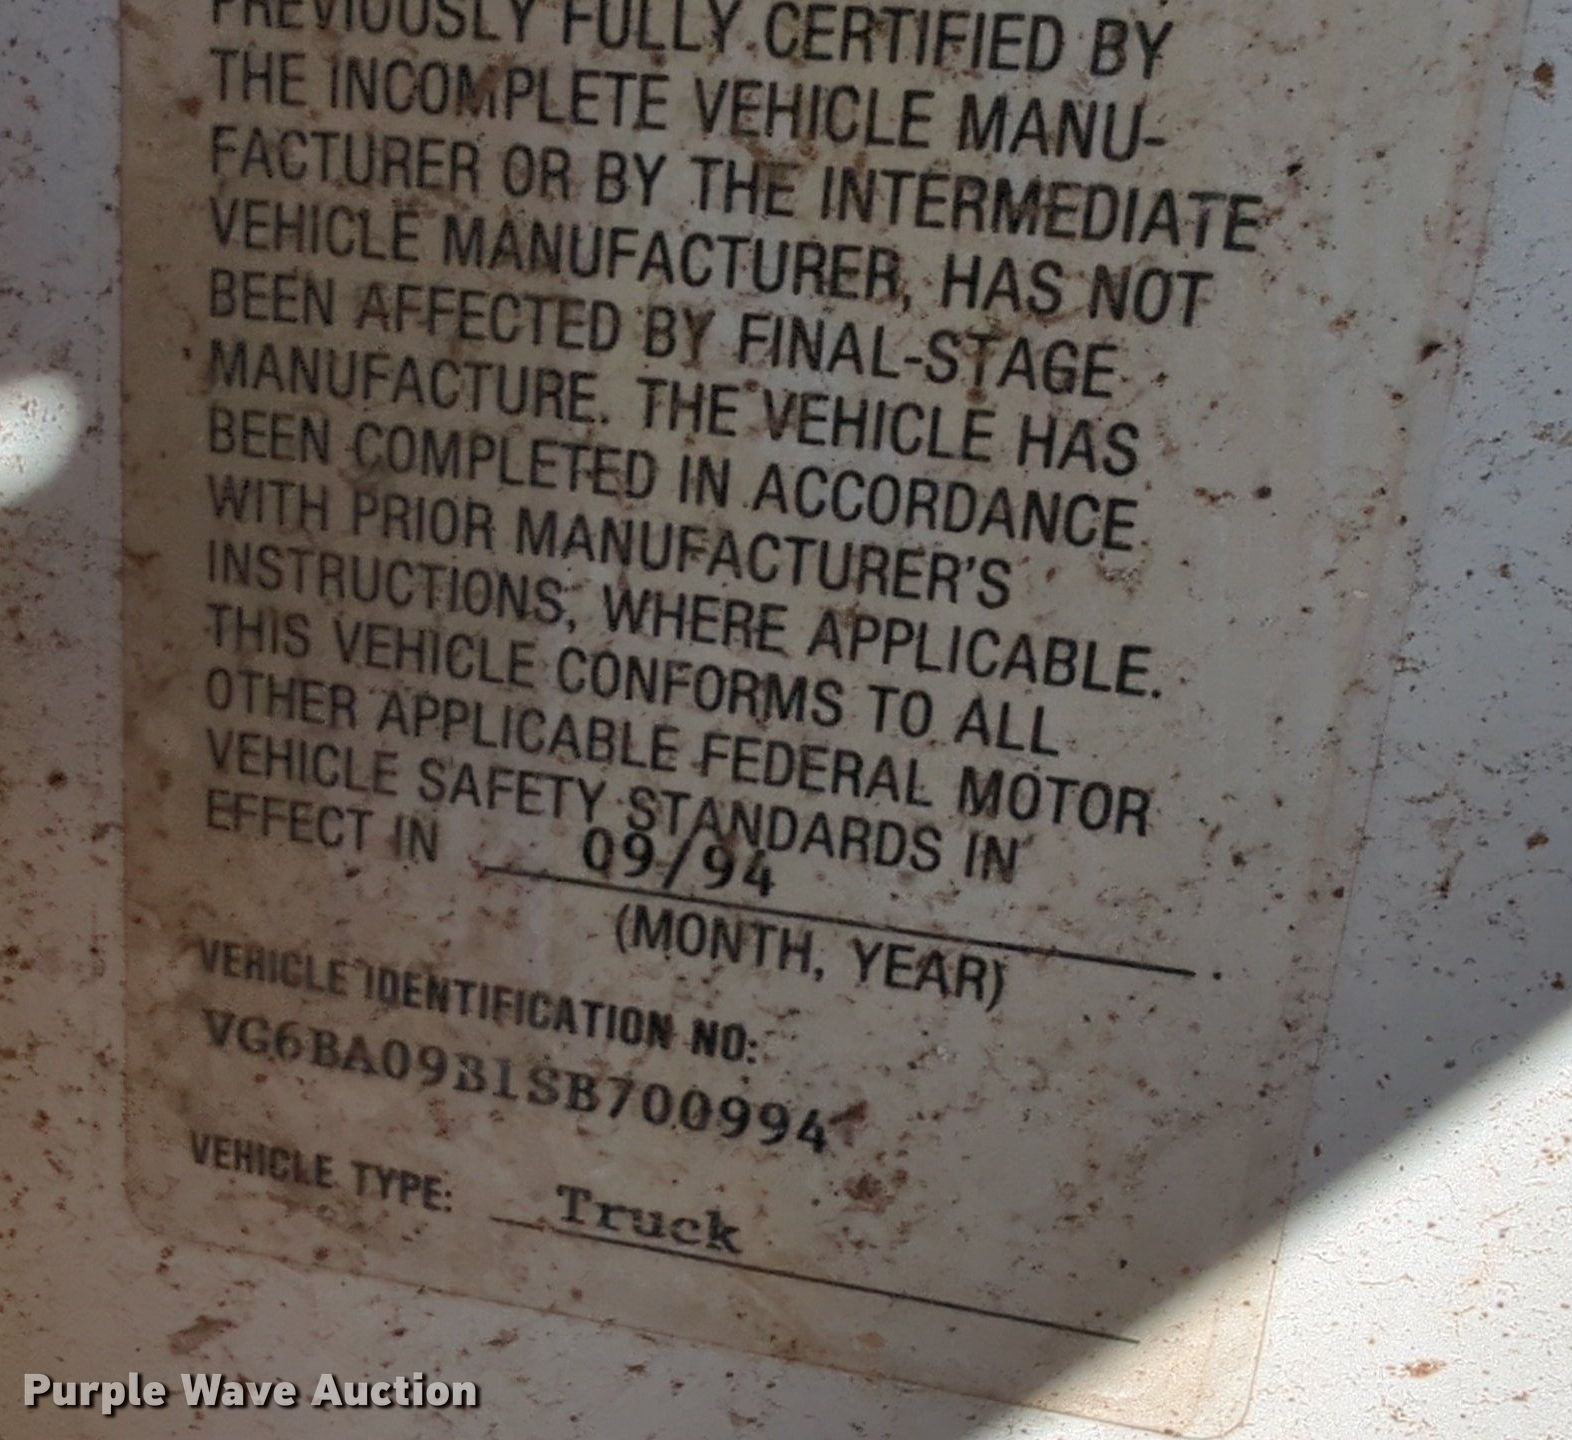 PREVIOUSLY FULLY CERTIFIED BY
THE INCOMPLETE VEHICLE MANU-
FACTURER OR BY THE INTERMEDIATE
VEHICLE MANUFACTURER, HAS NOT
BEEN AFFECTED BY FINAL-STAGE
MANUFACTURE. THE VEHICLE HAS
BEEN COMPLETED IN ACCORDANCE
WITH PRIOR MANUFACTURER'S
INSTRUCTIONS, WHERE APPLICABLE.
THIS VEHICLE CONFORMS TO ALL
OTHER APPLICABLE FEDERAL MOTOR
VEHICLE SAFETY STANDARDS IN
EFFECT IN 09/94.
(MONTH, YEAR)
VEHICLE IDENTIFICATION NO:
VG6BA09B1SB700994
VEHICLE TYPE: Truck
Purple Wave Auction